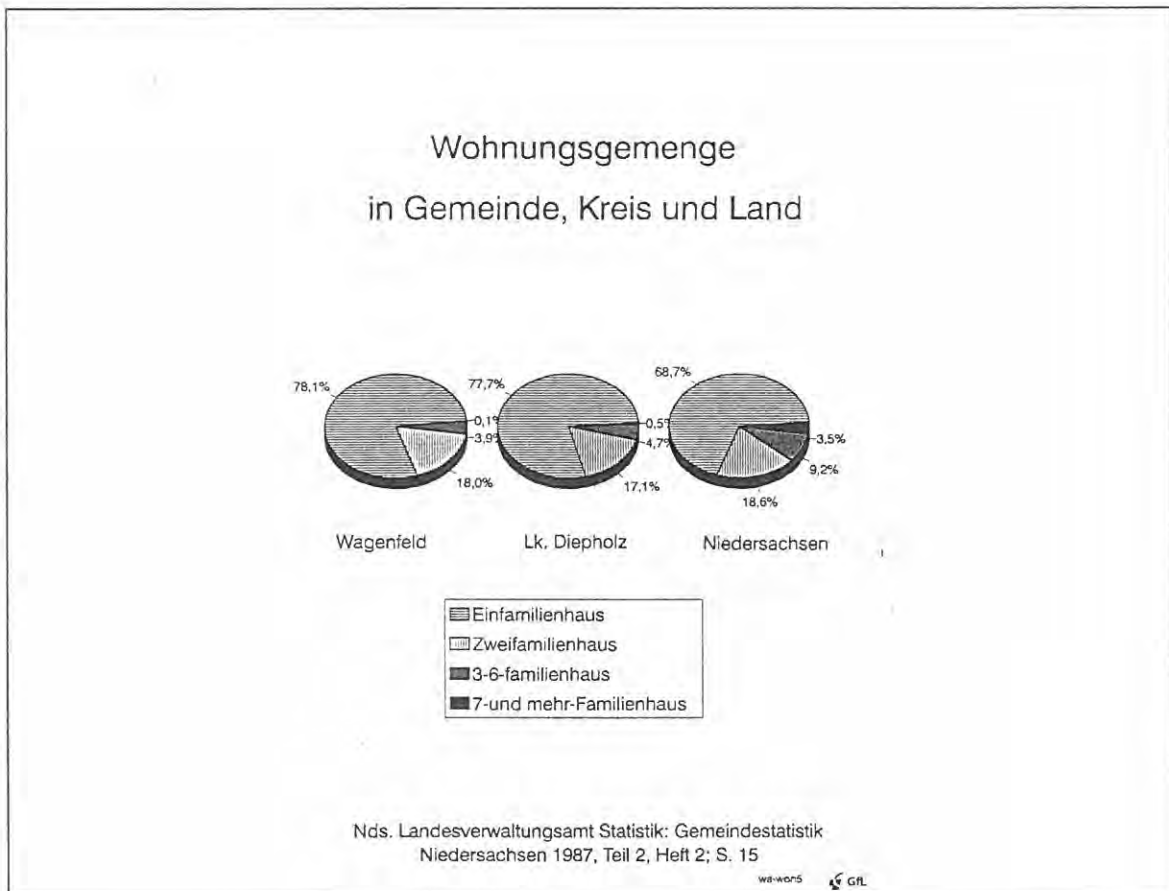 Wohnungsgemenge
in Gemeinde, Kreis und Land
78,1%
0,1%
3,9%
18,0%
Wagenfeld
77,7%
0,5%
4,7%
17,1%
Lk. Diepholz
68,7%
3,5%
9,2%
18,6%
Niedersachsen
Einfamilienhaus
Zweifamilienhaus
3-6-familienhaus
7-und mehr-Familienhaus
Nds. Landesverwaltungsamt Statistik: Gemeindestatistik
Niedersachsen 1987, Teil 2, Heft 2; S. 15
GfL